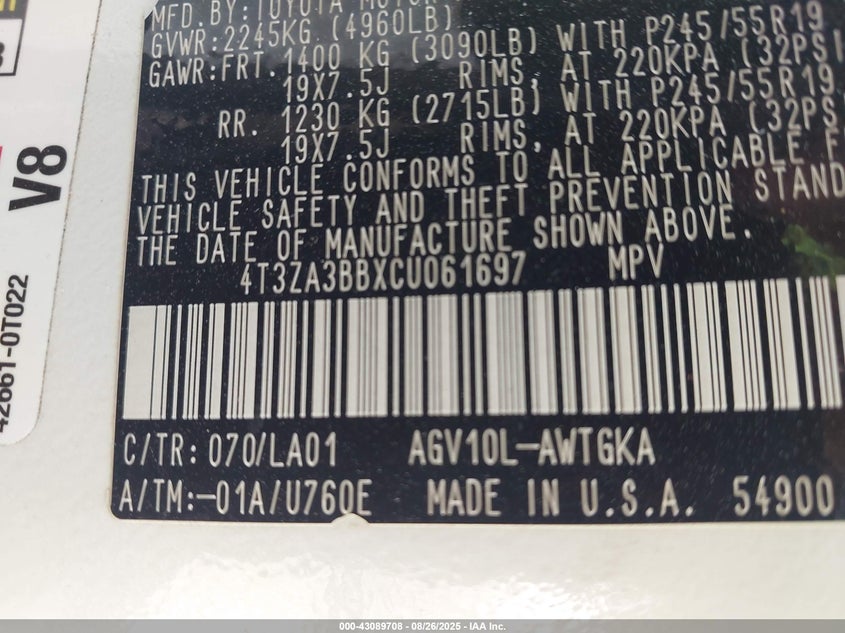 MFD.BY:TOYOTA MOTOR
GVWR:2245KG (4960LB)
GAWR:FRT.1400 KG (3090LB) WITH P245/55R19
19X7.5J RIMS, AT 220KPA (32PSI
RR. 1230 KG (2715LB) WITH P245/55R19
19X7.5J RIMS, AT 220KPA (32PS
THIS VEHICLE CONFORMS TO ALL APPLICABLE F
VEHICLE SAFETY AND THEFT PREVENTION STAND
THE DATE OF MANUFACTURE SHOWN ABOVE.
4T3ZA3BBXCU061697 MPV
C/TR:070/LA01 AGV10L-AWTGKA
A/TM:-01A/U760E MADE IN U.S.A. 54900
V8
42661-0T022
000-43089708 - 08/26/2025 - IAA Inc.